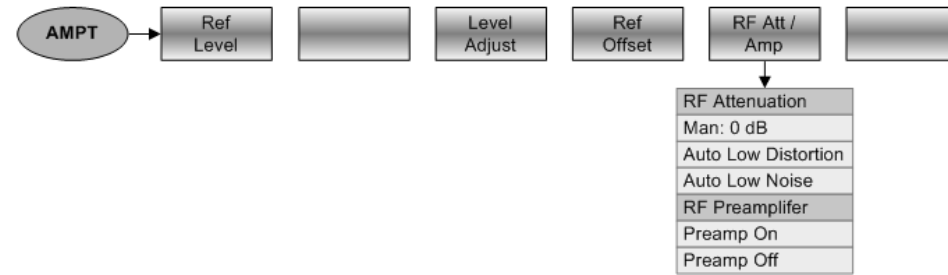 AMPT
Ref
Level
Level
Adjust
Ref
Offset
RF Att /
Amp
RF Attenuation
Man: 0 dB
Auto Low Distortion
Auto Low Noise
RF Preamplifer
Preamp On
Preamp Off